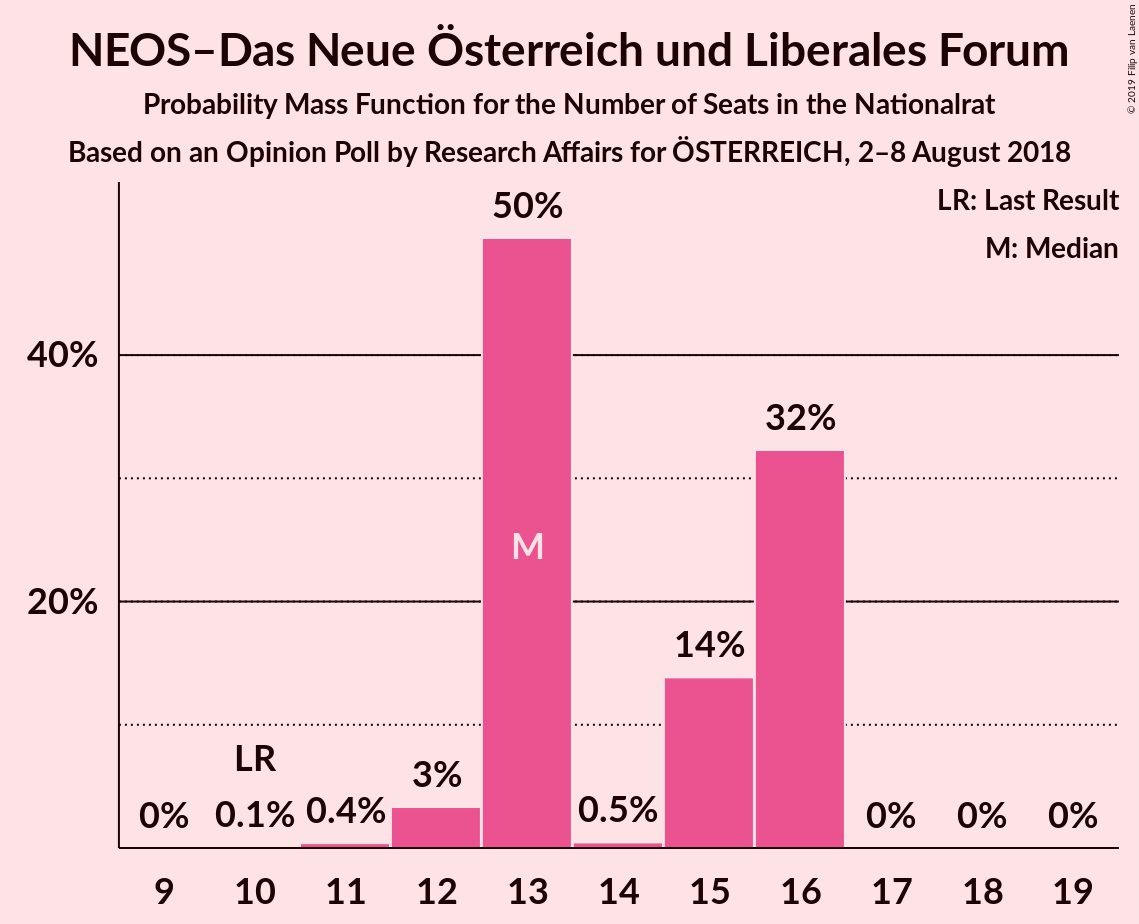 NEOS–Das Neue Österreich und Liberales Forum
Probability Mass Function for the Number of Seats in the Nationalrat
Based on an Opinion Poll by Research Affairs for ÖSTERREICH, 2–8 August 2018
© 2019 Filip van Laenen
LR: Last Result
M: Median
50%
40%
32%
M
20%
14%
LR
3%
0%
0.1%
0.4%
0.5%
0%
0%
0%
9 10 11 12 13 14 15 16 17 18 19